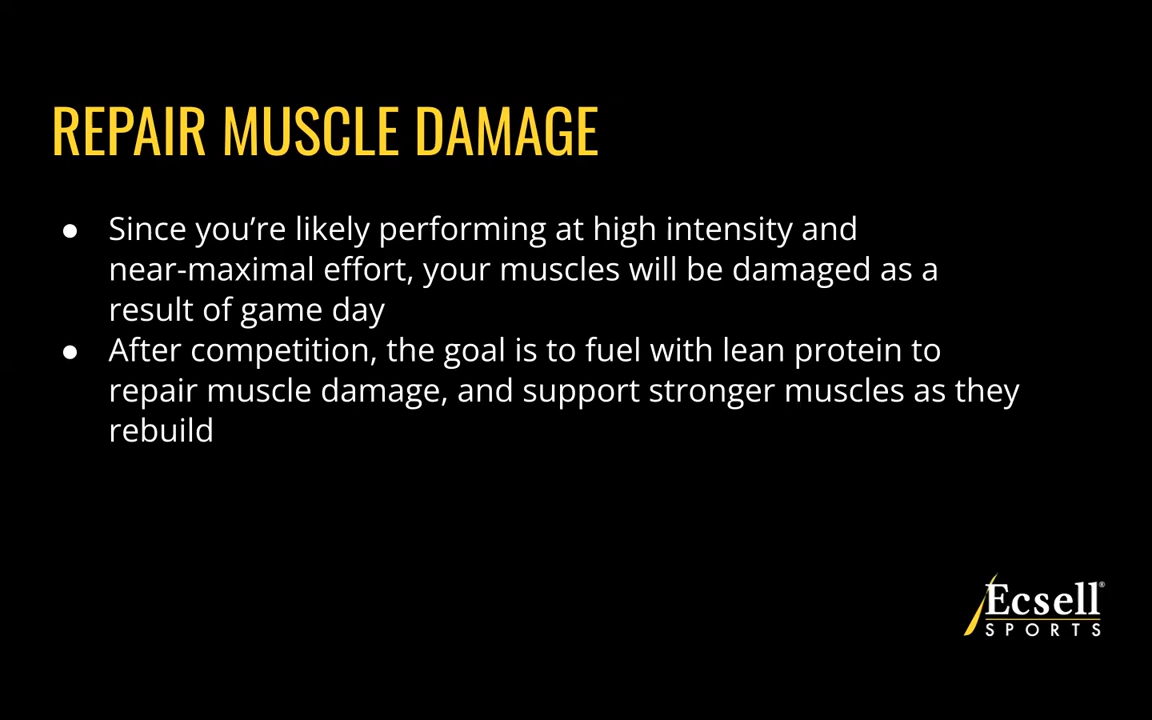 REPAIR MUSCLE DAMAGE
● Since you’re likely performing at high intensity and
near-maximal effort, your muscles will be damaged as a
result of game day
● After competition, the goal is to fuel with lean protein to
repair muscle damage, and support stronger muscles as they
rebuild
Ecsell®
SPORTS